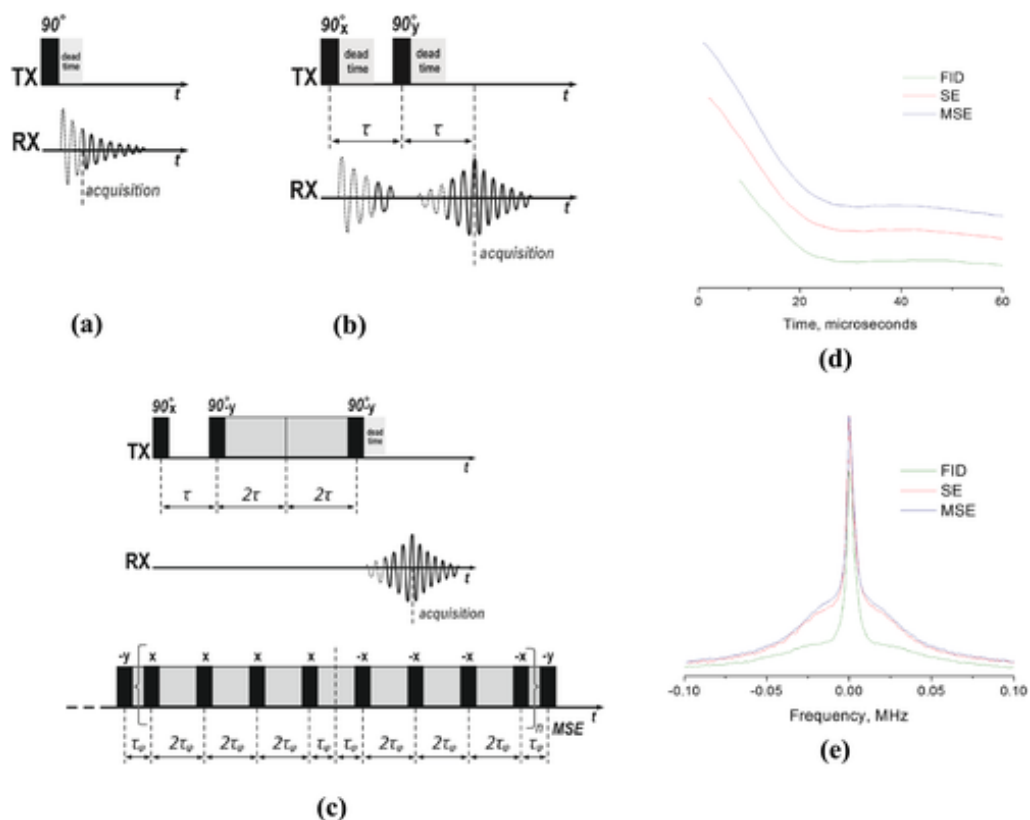 90°
dead
time
TX
t
RX
t
acquisition
(a)
90°x
90°y
dead
time
dead
time
TX
t
τ
τ
RX
t
acquisition
(b)
FID
SE
MSE
0
20
40
60
Time, microseconds
(d)
90°x
90°-y
90°-y
dead
time
TX
t
τ
2τ
2τ
RX
t
acquisition
-y
x
x
x
x
-x
-x
-x
-x
-y
n
MSE
t
τφ
2τφ
2τφ
2τφ
τφ
τφ
2τφ
2τφ
2τφ
τφ
(c)
FID
SE
MSE
-0.10
-0.05
0.00
0.05
0.10
Frequency, MHz
(e)